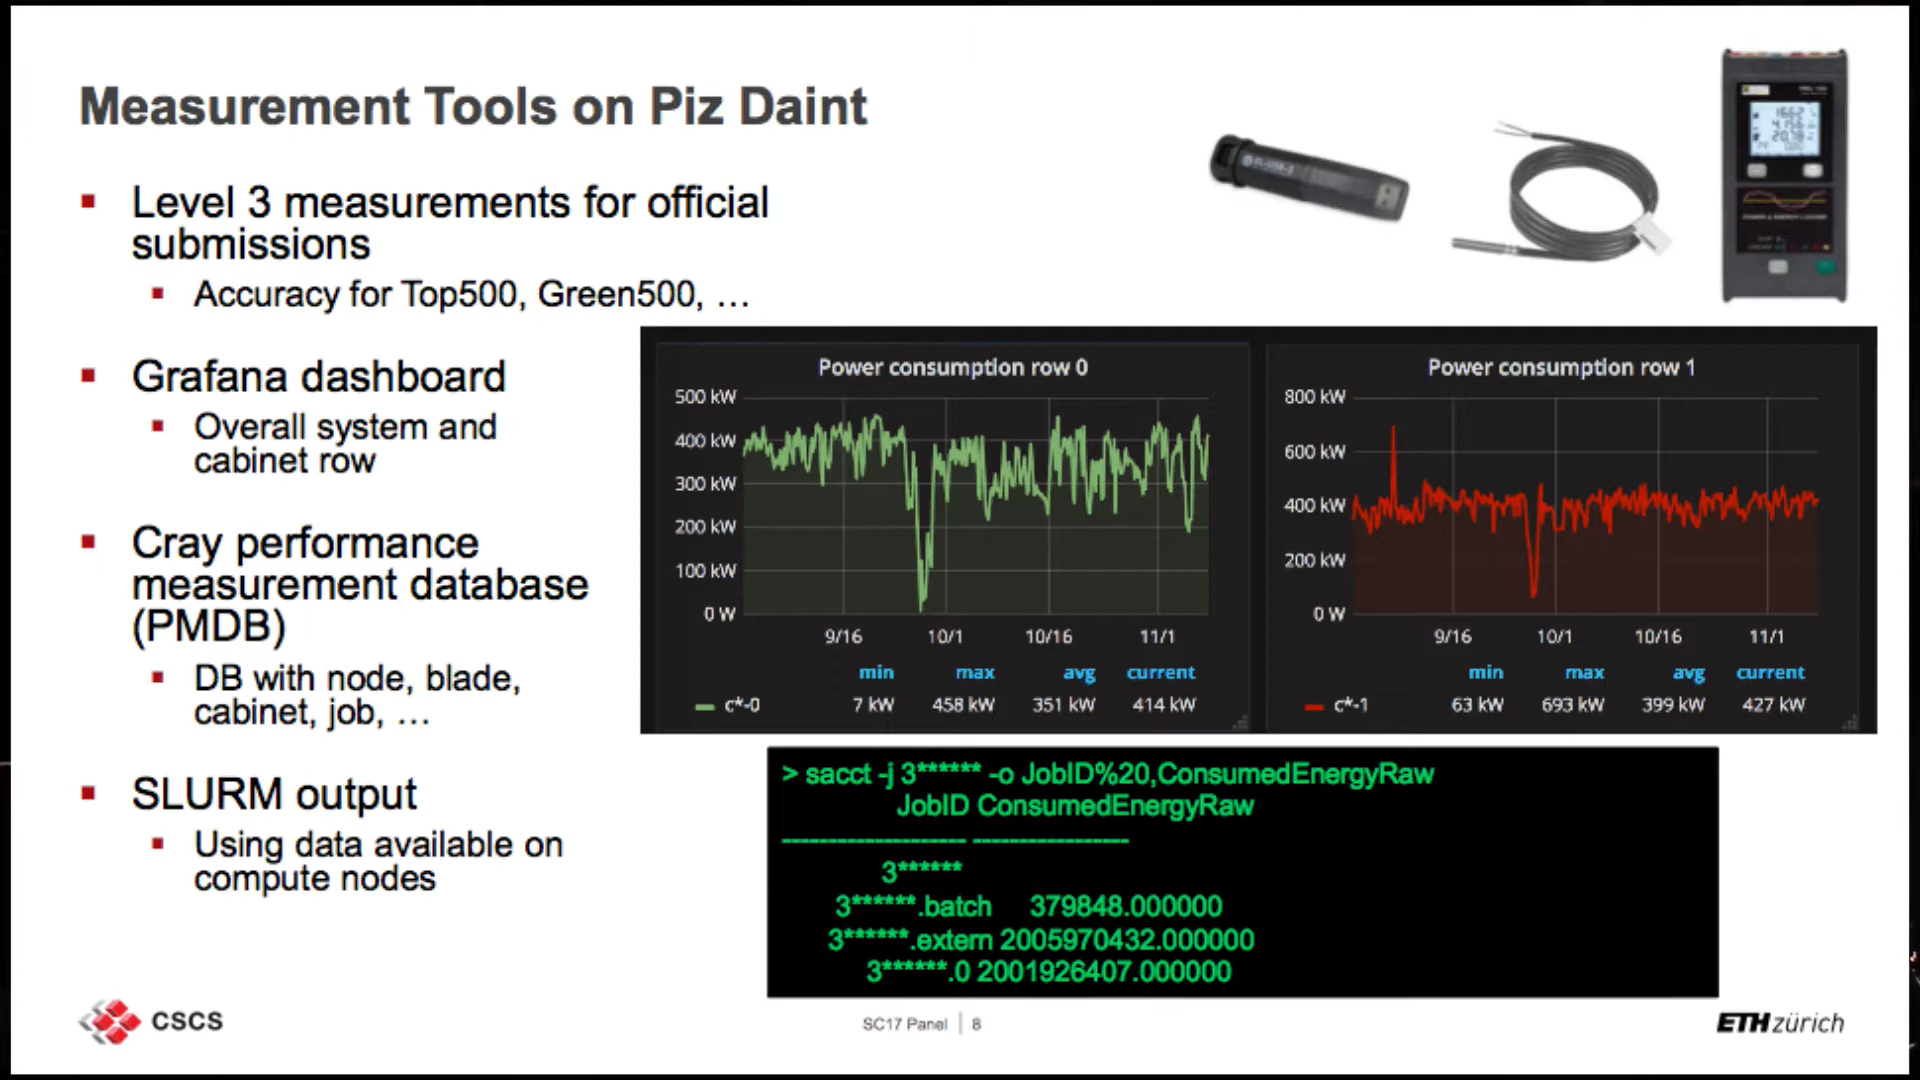 Measurement Tools on Piz Daint
Level 3 measurements for official
submissions
Accuracy for Top500, Green500, …
Grafana dashboard
Overall system and
cabinet row
Cray performance
measurement database
(PMDB)
DB with node, blade,
cabinet, job, …
SLURM output
Using data available on
compute nodes
EL-USB-2
Power consumption row 0
500 kW
400 kW
300 kW
200 kW
100 kW
0 W
9/16 10/1 10/16 11/1
min max avg current
c*-0 7 kW 458 kW 351 kW 414 kW
Power consumption row 1
800 kW
600 kW
400 kW
200 kW
0 W
9/16 10/1 10/16 11/1
min max avg current
c*-1 63 kW 693 kW 399 kW 427 kW
> sacct -j 3****** -o JobID%20,ConsumedEnergyRaw
JobID ConsumedEnergyRaw
-------------------- -----------------
3******
3******.batch 379848.000000
3******.extern 2005970432.000000
3******.0 2001926407.000000
CSCS
SC17 Panel | 8
ETH zürich